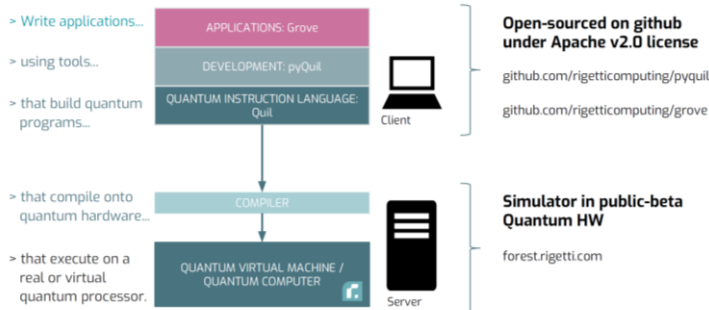 > Write applications...
> using tools...
> that build quantum
programs...
> that compile onto
quantum hardware...
> that execute on a
real or virtual
quantum processor.
APPLICATIONS: Grove
DEVELOPMENT: pyQuil
QUANTUM INSTRUCTION LANGUAGE:
Quil
COMPILER
QUANTUM VIRTUAL MACHINE /
QUANTUM COMPUTER
r.
Client
Server
Open-sourced on github
under Apache v2.0 license
github.com/rigetticomputing/pyquil
github.com/rigetticomputing/grove
Simulator in public-beta
Quantum HW
forest.rigetti.com